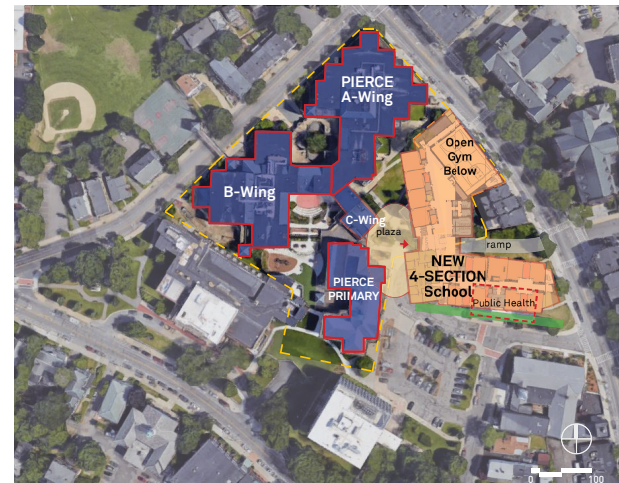 PIERCE
A-Wing
Open
Gym
Below
B-Wing
C-Wing
plaza
ramp
NEW
4-SECTION
School
PIERCE
PRIMARY
Public Health
0
100